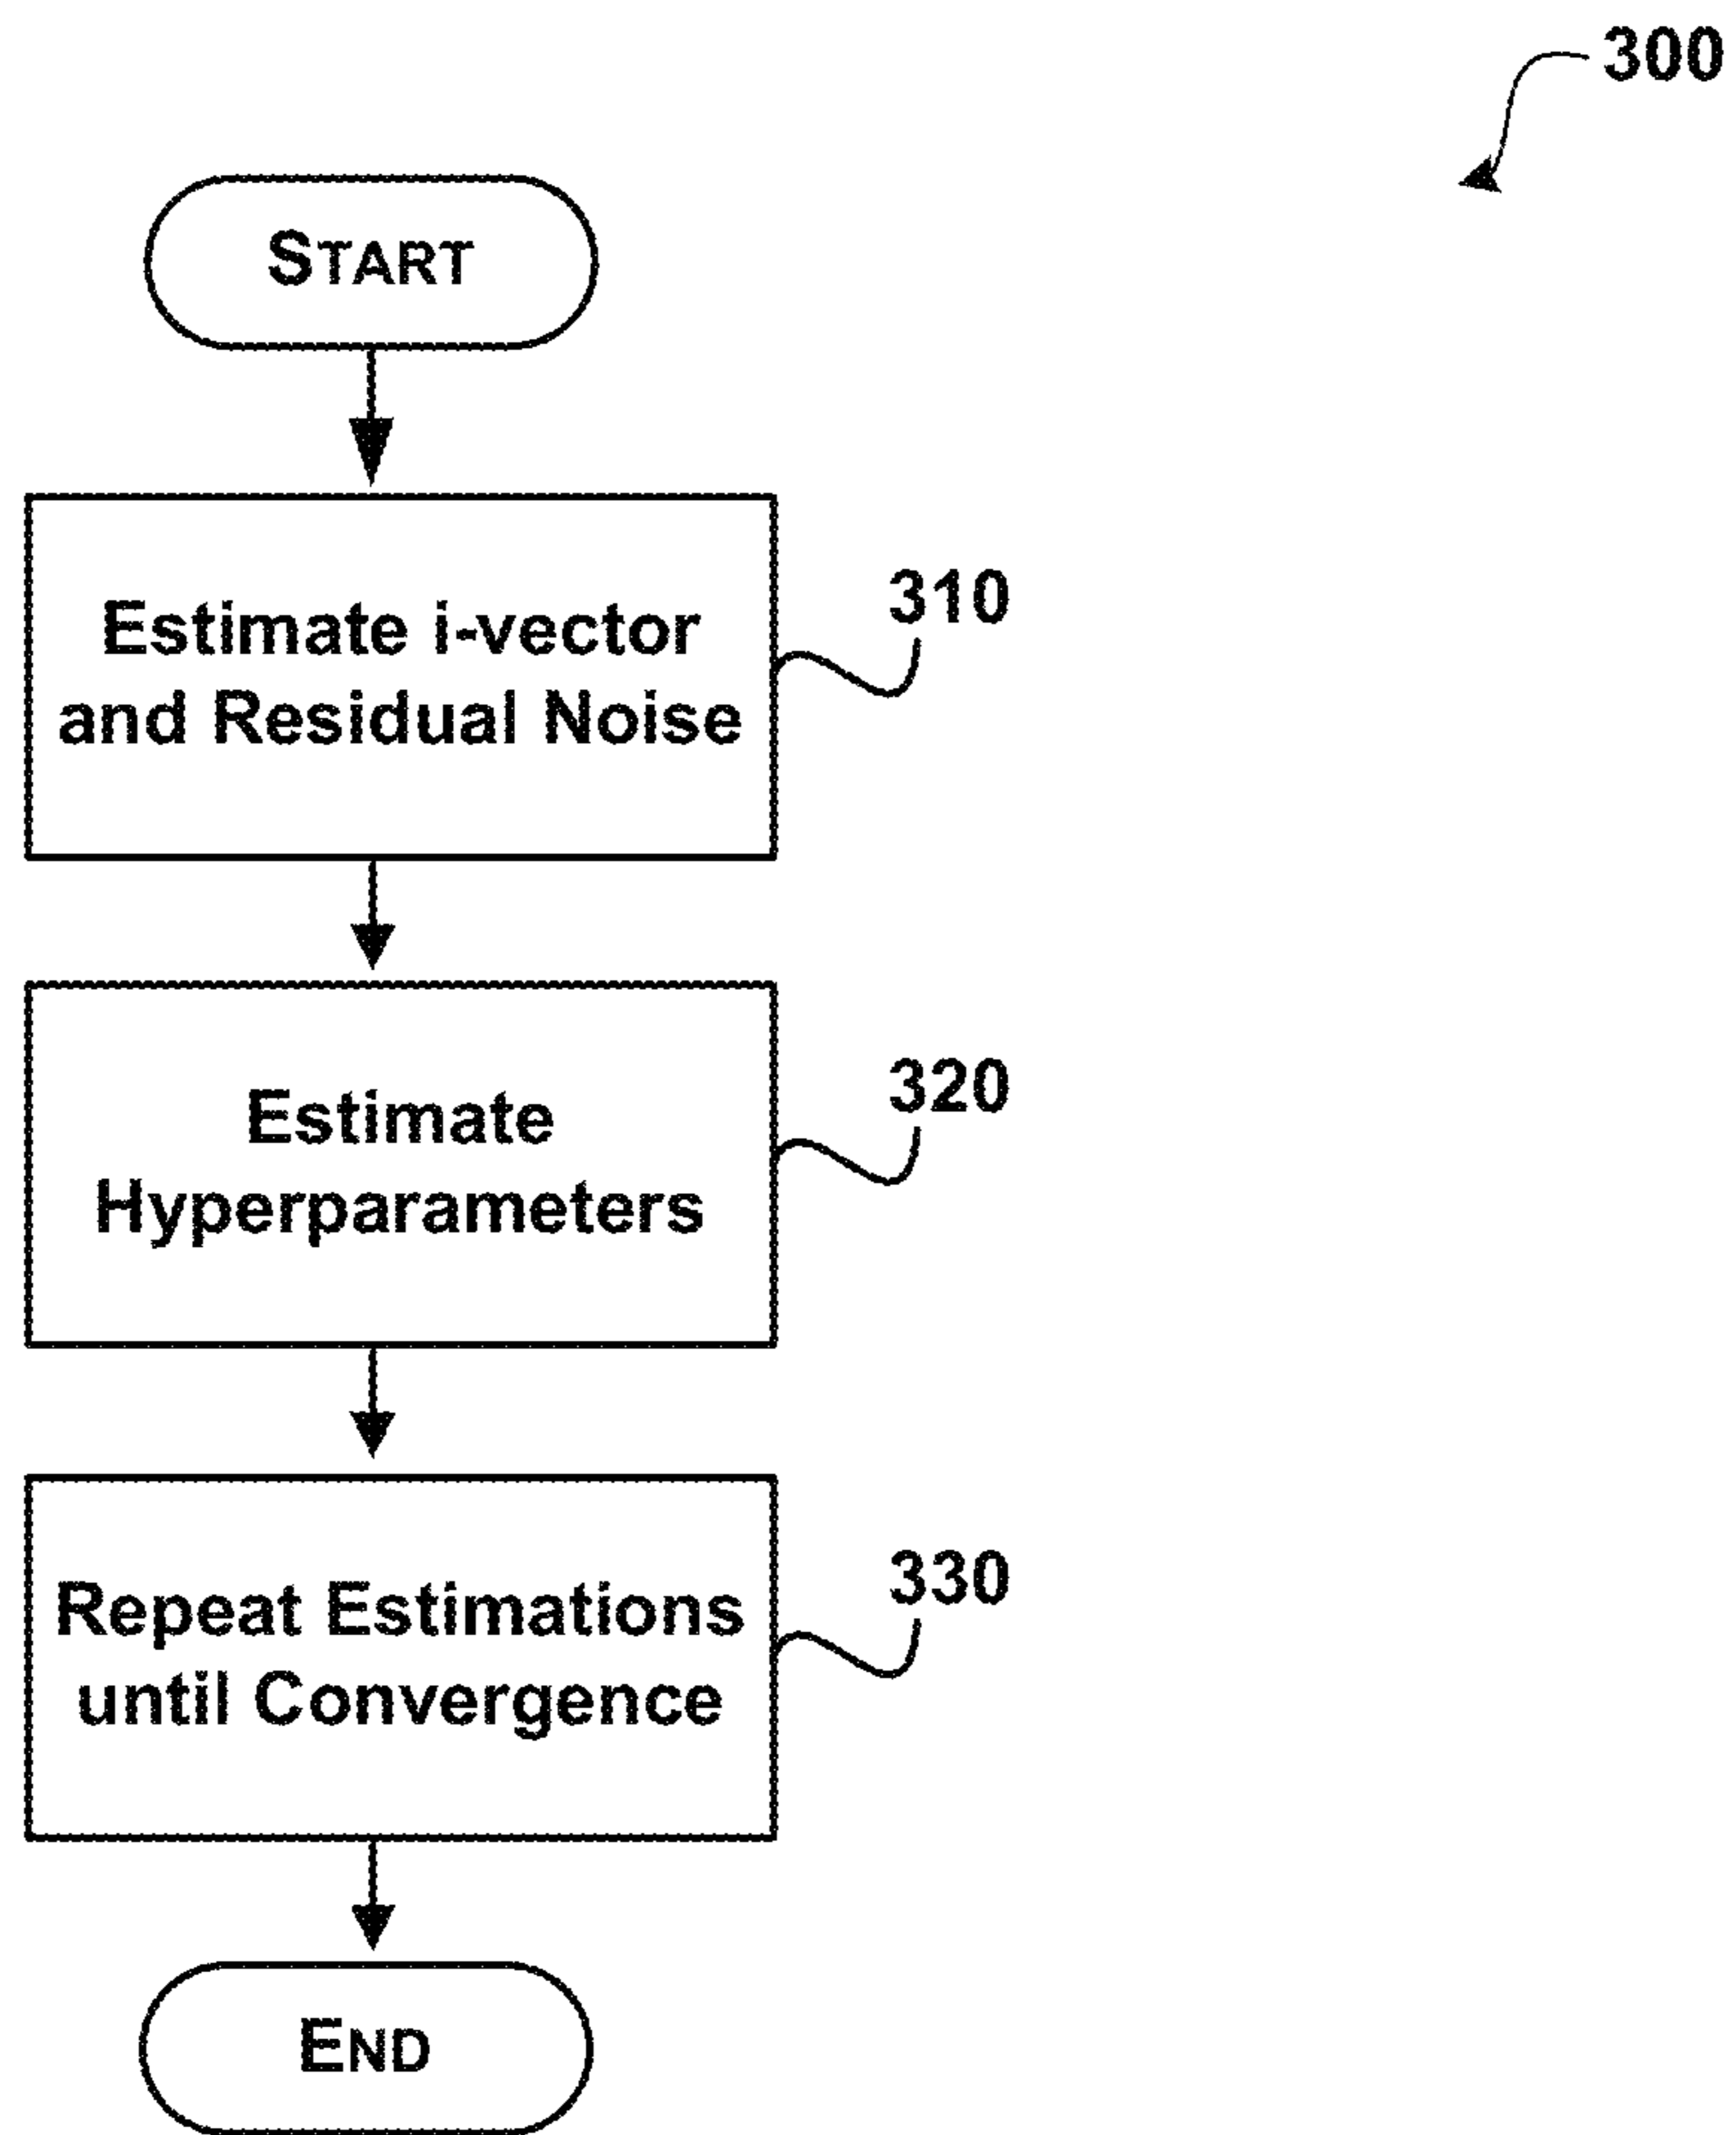 300
START
Estimate i-vector
and Residual Noise
310
Estimate
Hyperparameters
320
Repeat Estimations
until Convergence
330
END